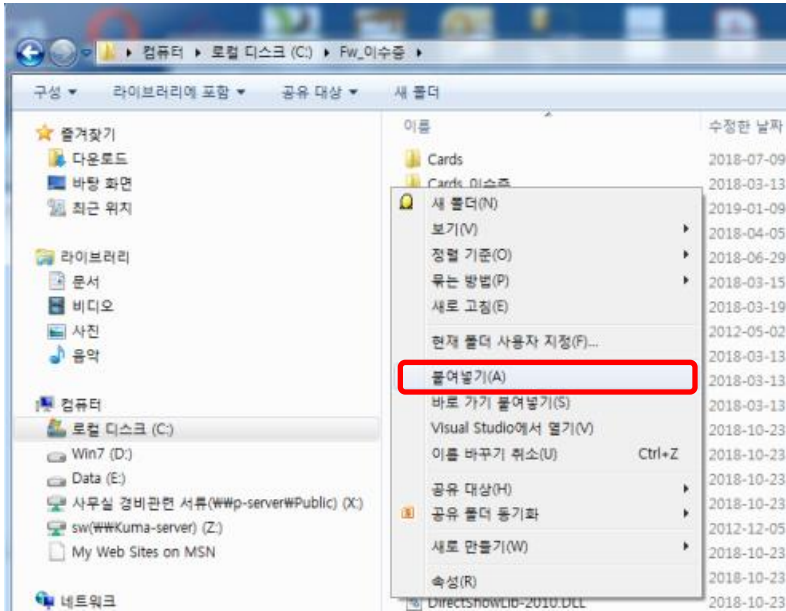 컴퓨터 ▸ 로컬 디스크 (C:) ▸ Fw_이수증 ▸
구성 ▼ 라이브러리에 포함 ▼ 공유 대상 ▼ 새 폴더
즐겨찾기
다운로드
바탕 화면
최근 위치
라이브러리
문서
비디오
사진
음악
컴퓨터
로컬 디스크 (C:)
Win7 (D:)
Data (E:)
사무실 경비관련 서류(₩₩p-server₩Public) (X:)
sw(₩₩Kuma-server) (Z:)
My Web Sites on MSN
네트워크
이름 수정한 날짜
Cards 2018-07-09
Cards_이수증 2018-03-13
2019-01-09
2018-04-05
2018-06-29
2018-03-15
2018-03-19
2012-05-02
2018-03-13
2018-03-13
2018-03-13
2018-10-23
2018-10-23
2018-10-23
2018-10-23
2012-12-05
2018-10-23
2018-10-23
DirectShowLib-2010.DLL 2018-10-23
새 폴더(N)
보기(V)
정렬 기준(O)
묶는 방법(P)
새로 고침(E)
현재 폴더 사용자 지정(F)...
붙여넣기(A)
바로 가기 붙여넣기(S)
Visual Studio에서 열기(V)
이름 바꾸기 취소(U) Ctrl+Z
공유 대상(H)
공유 폴더 동기화
새로 만들기(W)
속성(R)